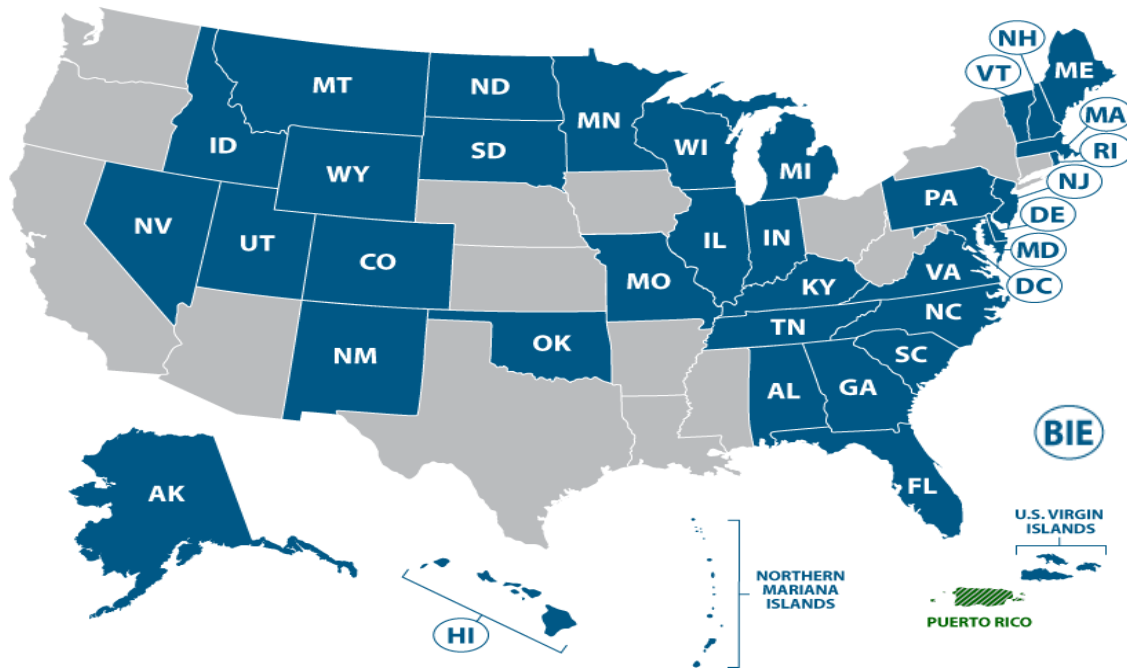 NH
VT
ME
MT
ND
MN
MA
ID
SD
WI
RI
WY
MI
NJ
PA
NV
DE
UT
IL
IN
CO
MD
MO
VA
DC
KY
NC
TN
OK
NM
SC
AL
GA
BIE
FL
AK
U.S. VIRGIN
ISLANDS
NORTHERN
MARIANA
ISLANDS
PUERTO RICO
HI